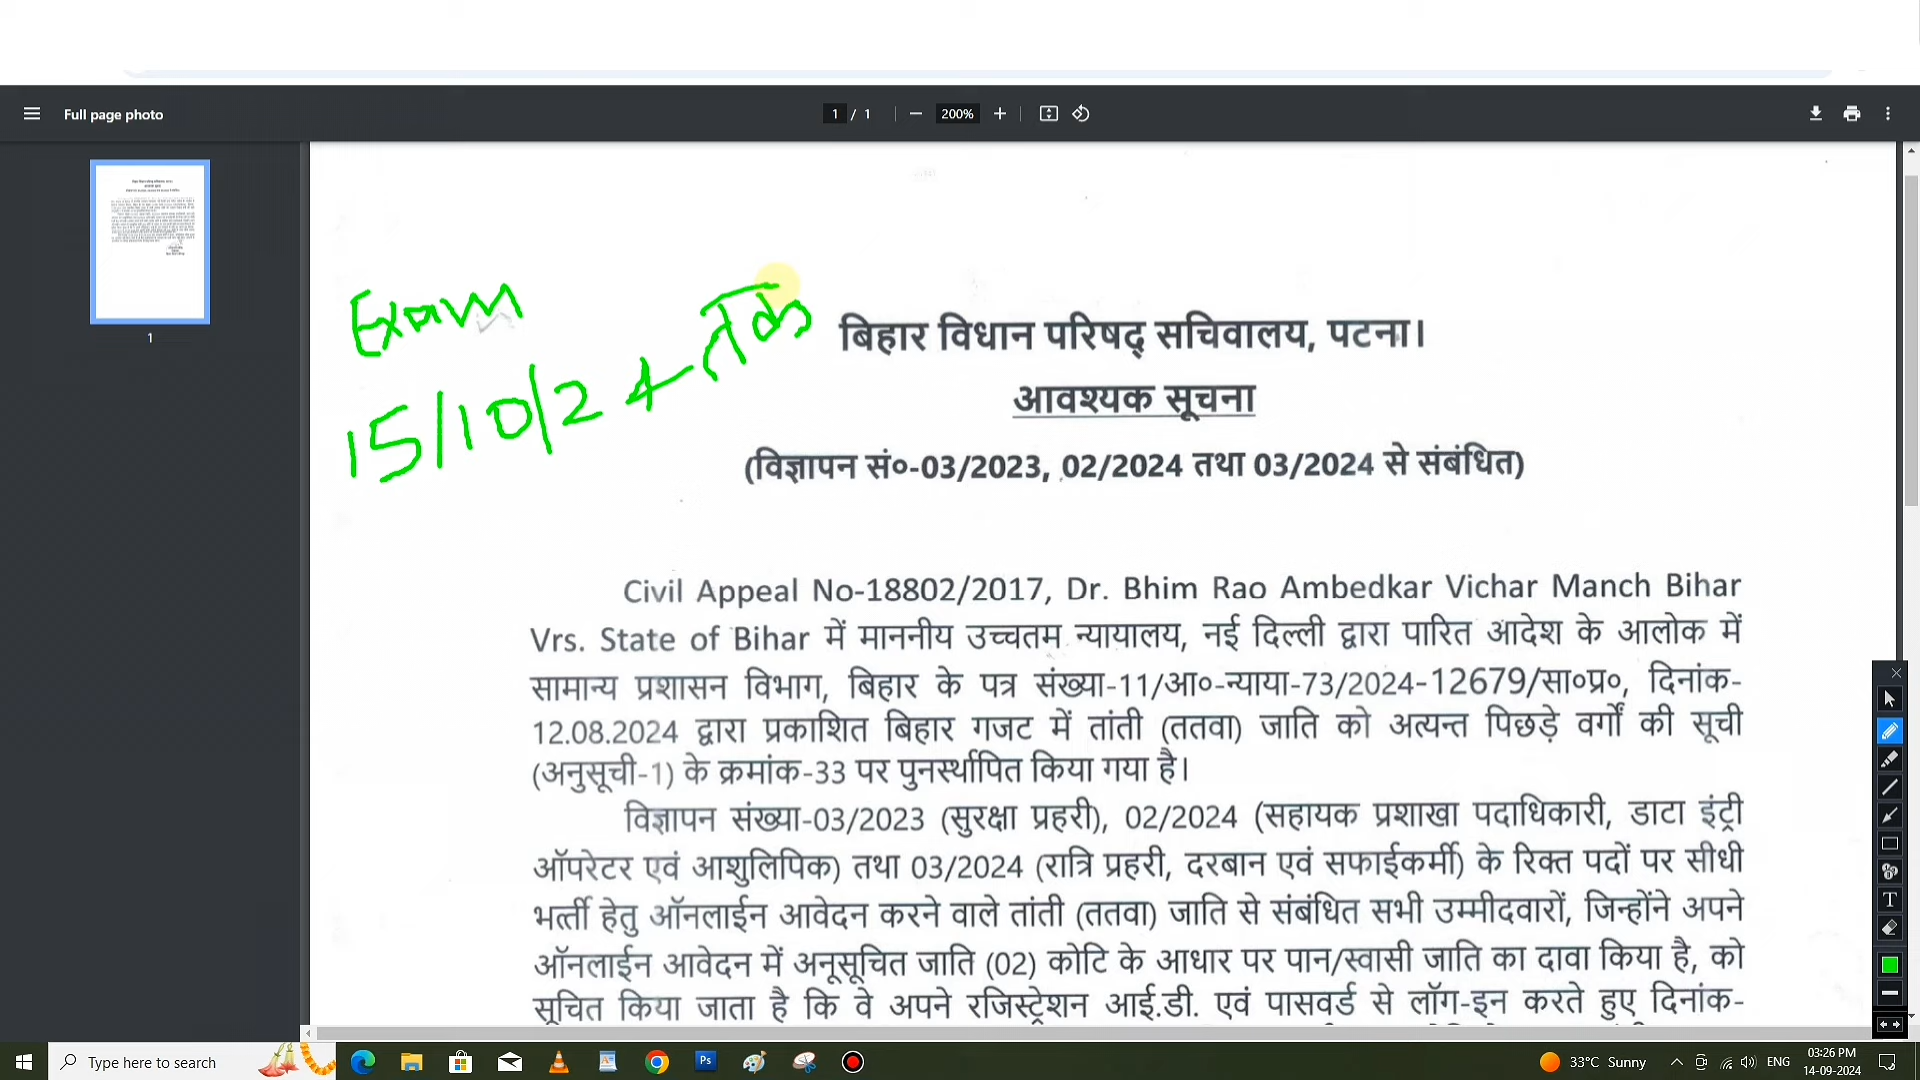 Full page photo
1 / 1
200%
1
Exam
15/10/24 तक
बिहार विधान परिषद् सचिवालय, पटना।
आवश्यक सूचना
(विज्ञापन सं०-03/2023, 02/2024 तथा 03/2024 से संबंधित)
Civil Appeal No-18802/2017, Dr. Bhim Rao Ambedkar Vichar Manch Bihar
Vrs. State of Bihar में माननीय उच्चतम न्यायालय, नई दिल्ली द्वारा पारित आदेश के आलोक में
सामान्य प्रशासन विभाग, बिहार के पत्र संख्या-11/आ०-न्याया-73/2024-12679/सा०प्र०, दिनांक-
12.08.2024 द्वारा प्रकाशित बिहार गजट में तांती (ततवा) जाति को अत्यन्त पिछड़े वर्गों की सूची
(अनुसूची-1) के क्रमांक-33 पर पुनर्स्थापित किया गया है।
विज्ञापन संख्या-03/2023 (सुरक्षा प्रहरी), 02/2024 (सहायक प्रशाखा पदाधिकारी, डाटा इंट्री
ऑपरेटर एवं आशुलिपिक) तथा 03/2024 (रात्रि प्रहरी, दरबान एवं सफाईकर्मी) के रिक्त पदों पर सीधी
भर्त्ती हेतु ऑनलाईन आवेदन करने वाले तांती (ततवा) जाति से संबंधित सभी उम्मीदवारों, जिन्होंने अपने
ऑनलाईन आवेदन में अनूसूचित जाति (02) कोटि के आधार पर पान/स्वासी जाति का दावा किया है, को
सूचित किया जाता है कि वे अपने रजिस्ट्रेशन आई.डी. एवं पासवर्ड से लॉग-इन करते हुए दिनांक-
T
Type here to search
Ps
33°C Sunny
ENG
03:26 PM
14-09-2024